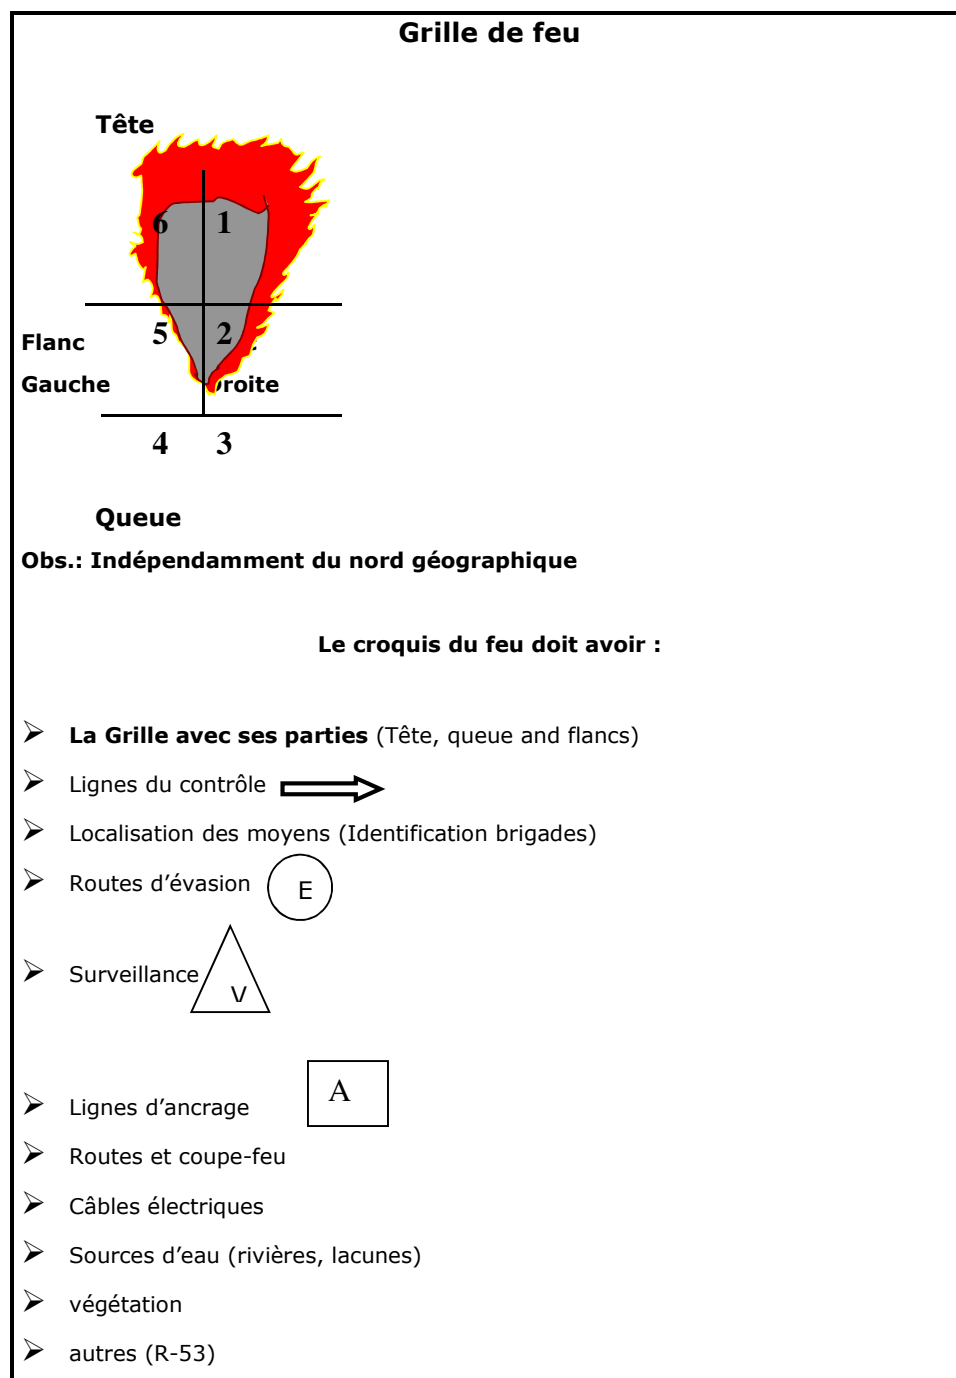 Grille de feu
Tête
6 1
5 2
Flanc
Gauche Droite
4 3
Queue
Obs.: Indépendamment du nord géographique
Le croquis du feu doit avoir :
➢ La Grille avec ses parties (Tête, queue and flancs)
➢ Lignes du contrôle
➢ Localisation des moyens (Identification brigades)
➢ Routes d’évasion E
➢ Surveillance V
➢ Lignes d’ancrage A
➢ Routes et coupe-feu
➢ Câbles électriques
➢ Sources d’eau (rivières, lacunes)
➢ végétation
➢ autres (R-53)